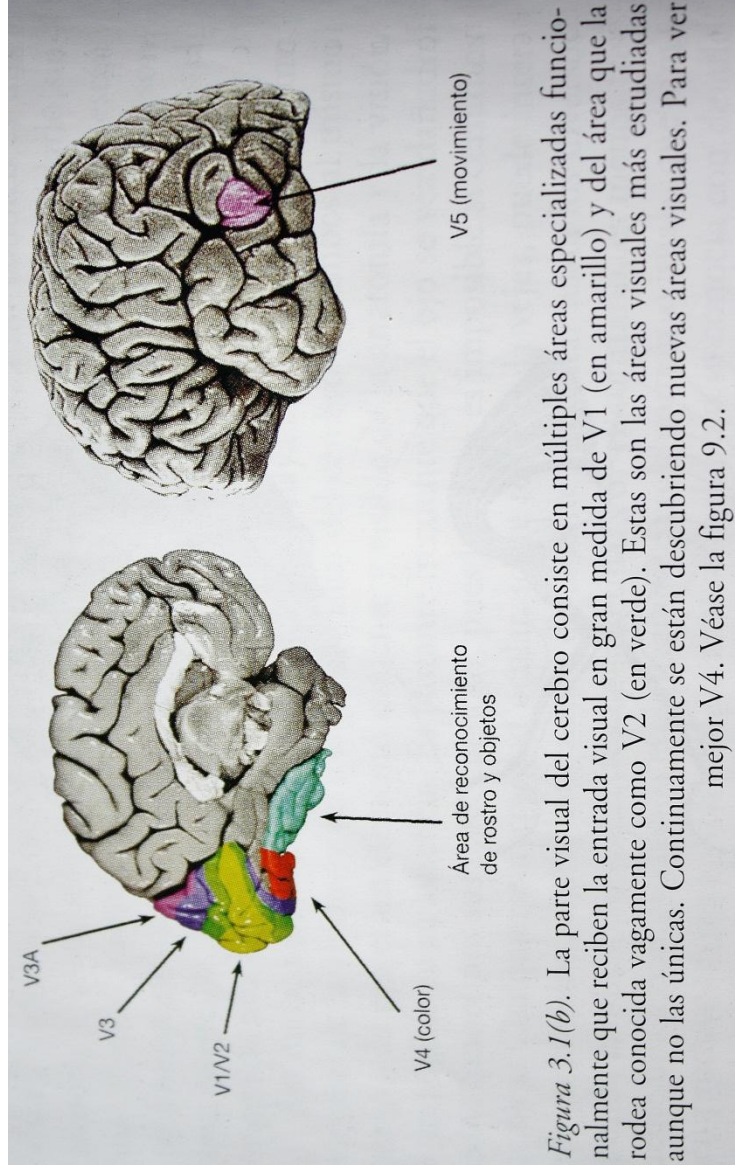 V3A
V3
V1/V2
V4 (color)
Área de reconocimiento
de rostro y objetos
V5 (movimiento)
Figura 3.1(b). La parte visual del cerebro consiste en múltiples áreas especializadas funcio-
nalmente que reciben la entrada visual en gran medida de V1 (en amarillo) y del área que la
rodea conocida vagamente como V2 (en verde). Estas son las áreas visuales más estudiadas
aunque no las únicas. Continuamente se están descubriendo nuevas áreas visuales. Para ver
mejor V4. Véase la figura 9.2.